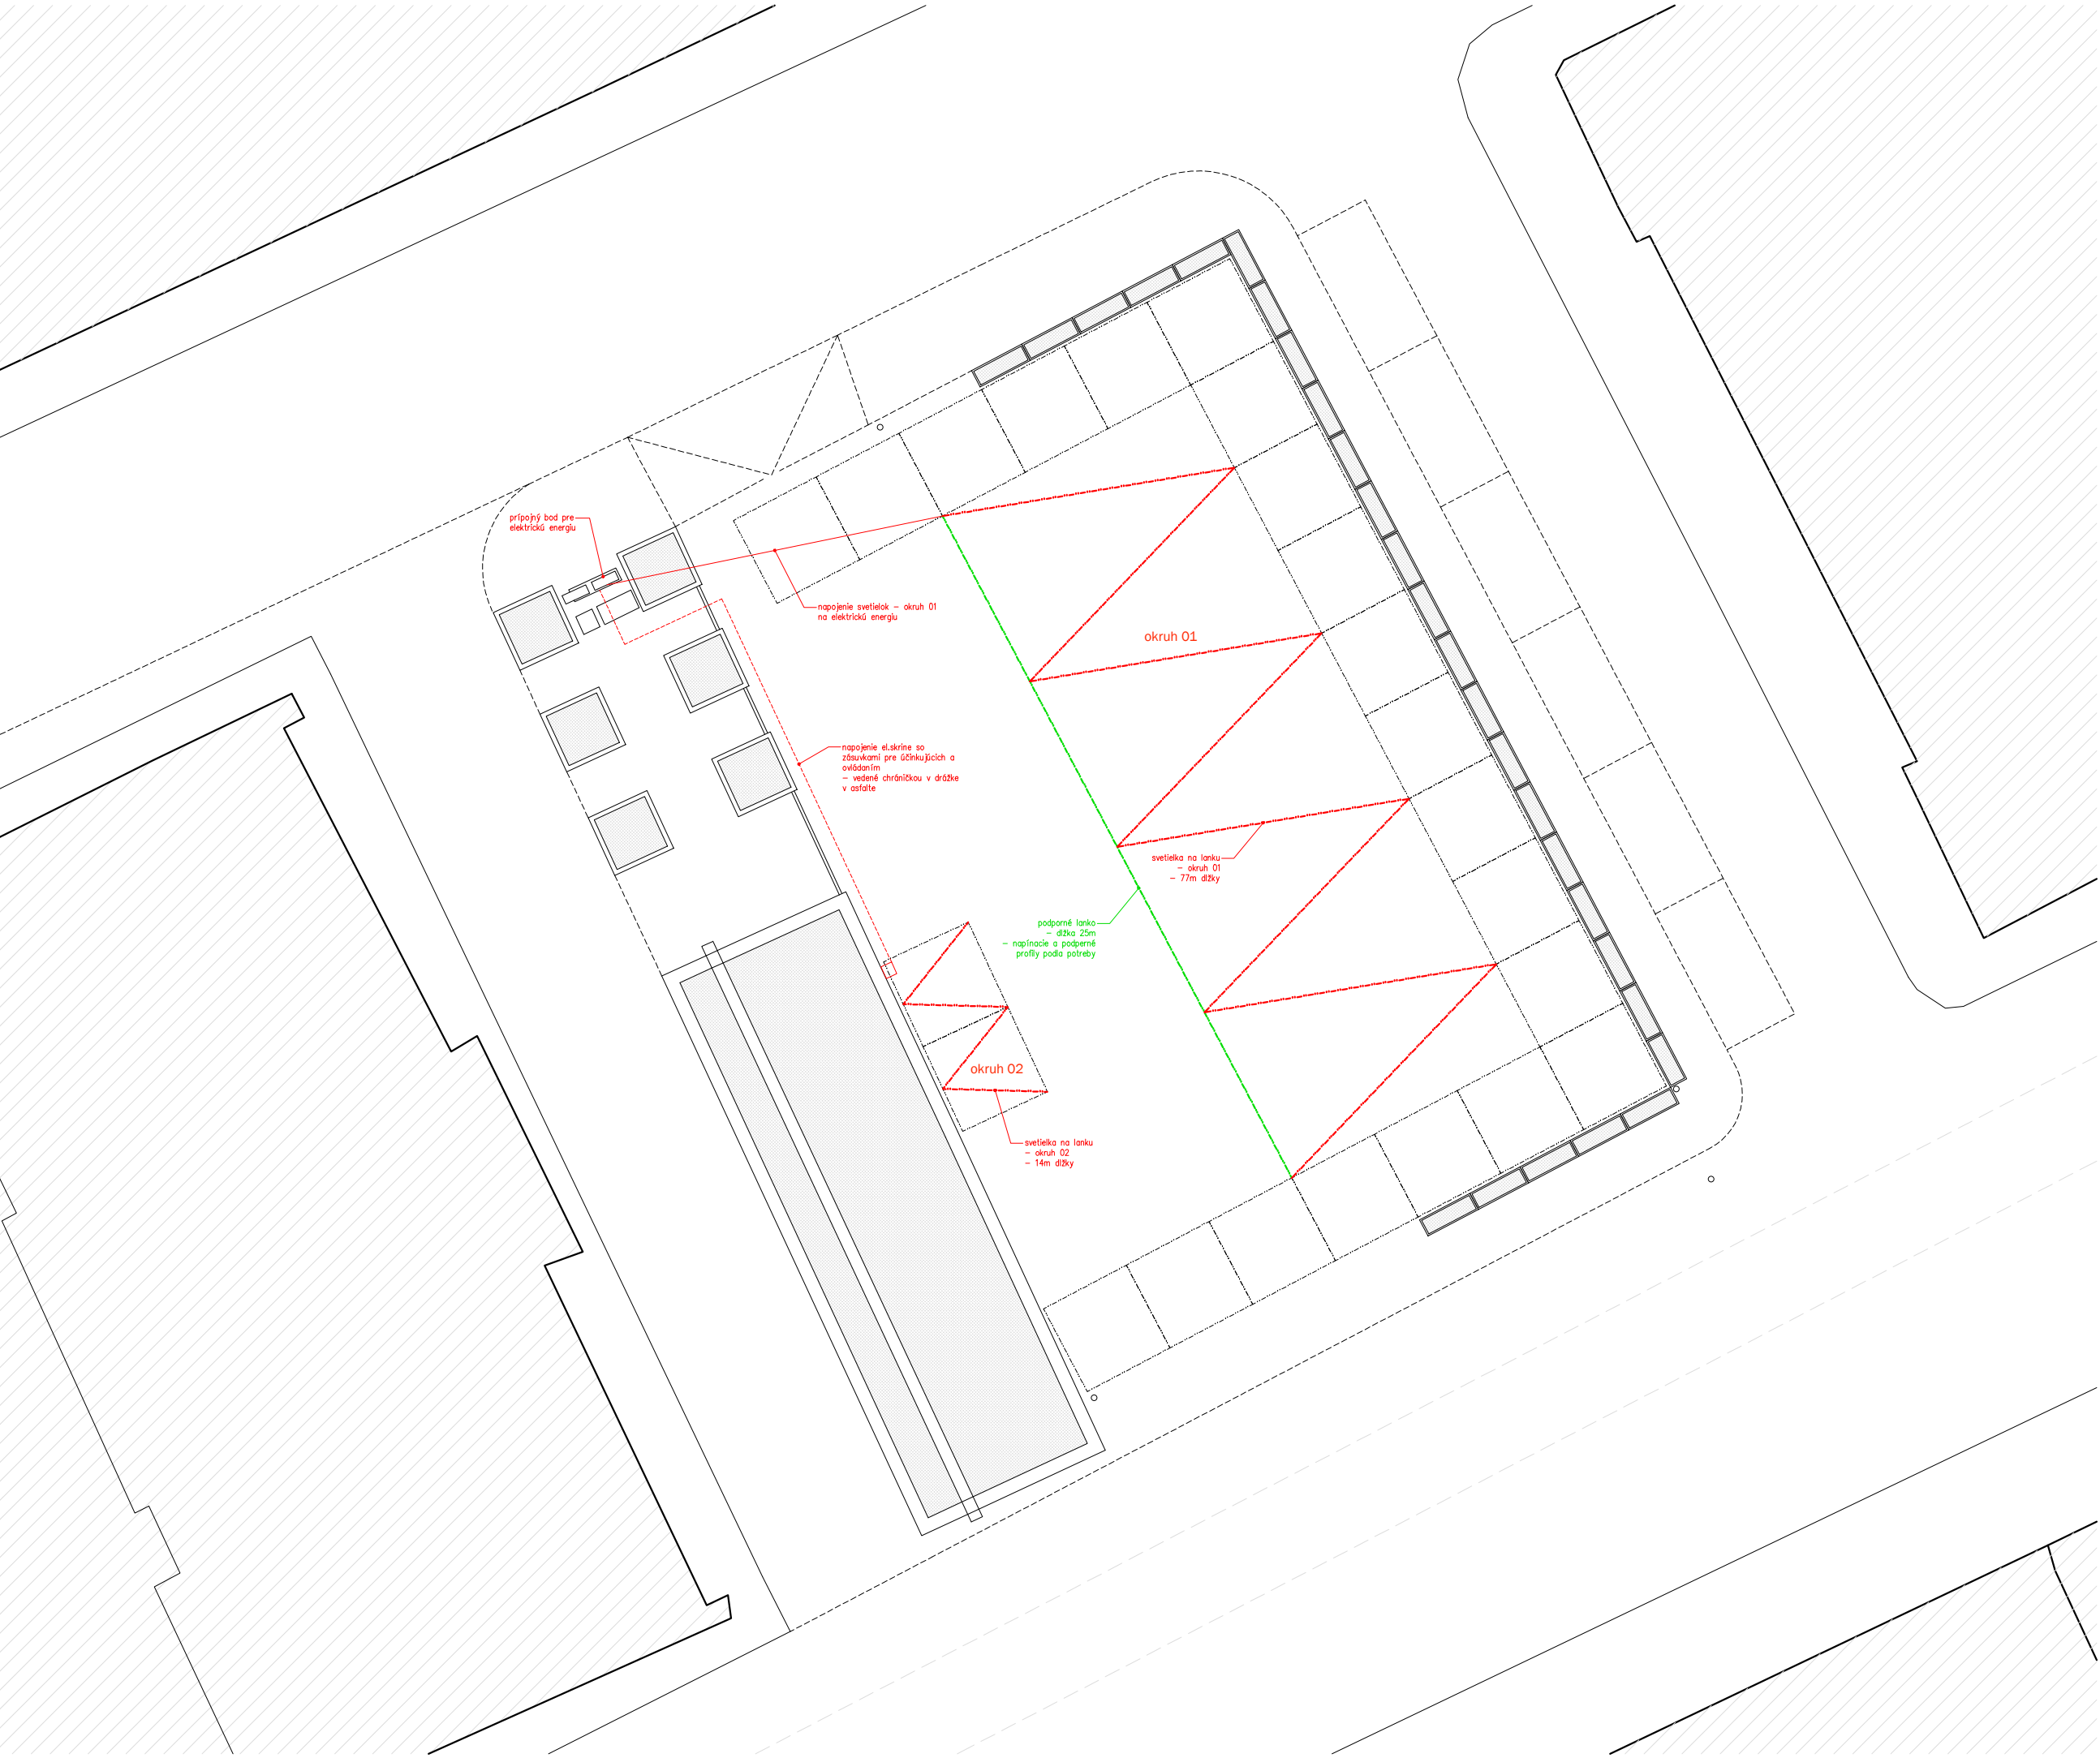 prípojný bod pre
elektrickú energiu
napojenie svetielok – okruh 01
na elektrickú energiu
okruh 01
napojenie el.skrine so
zásuvkami pre účinkujúcich a
ovládaním
– vedené chráničkou v drážke
v asfalte
svetielka na lanku
– okruh 01
– 77m dĺžky
podporné lanko
– dĺžka 25m
– napínacie a podperné
profily podla potreby
okruh 02
svetielka na lanku
– okruh 02
– 14m dĺžky